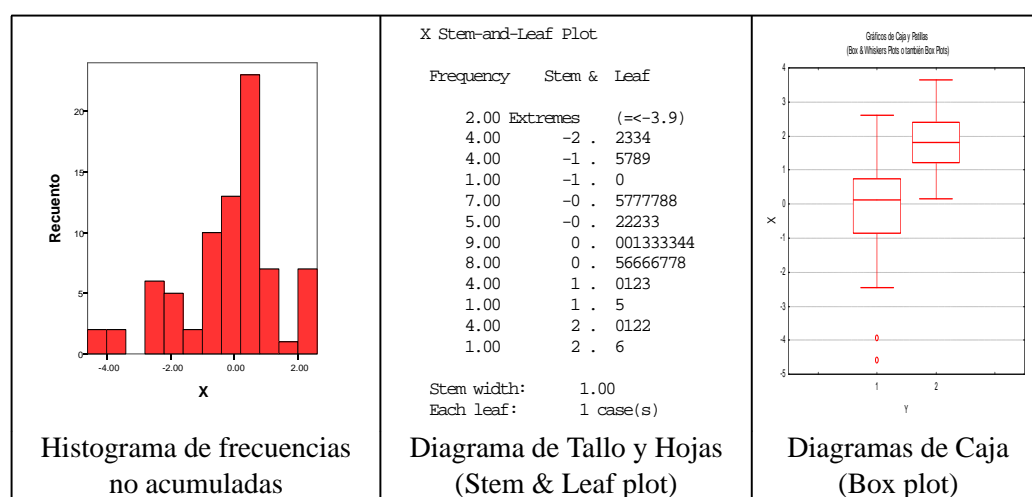 20
15
10
5
0
Recuento
-4.00 -2.00 0.00 2.00
X
Histograma de frecuencias
no acumuladas
X Stem-and-Leaf Plot
Frequency Stem & Leaf
2.00 Extremes (=<-3.9)
4.00 -2 . 2334
4.00 -1 . 5789
1.00 -1 . 0
7.00 -0 . 5777788
5.00 -0 . 22233
9.00 0 . 001333344
8.00 0 . 56666778
4.00 1 . 0123
1.00 1 . 5
4.00 2 . 0122
1.00 2 . 6
Stem width: 1.00
Each leaf: 1 case(s)
Diagrama de Tallo y Hojas
(Stem & Leaf plot)
Gráficos de Caja y Patillas
(Box & Whiskers Plots o también Box Plots)
4
3
2
1
0
-1
-2
-3
-4
-5
X
1 2
Y
Diagramas de Caja
(Box plot)